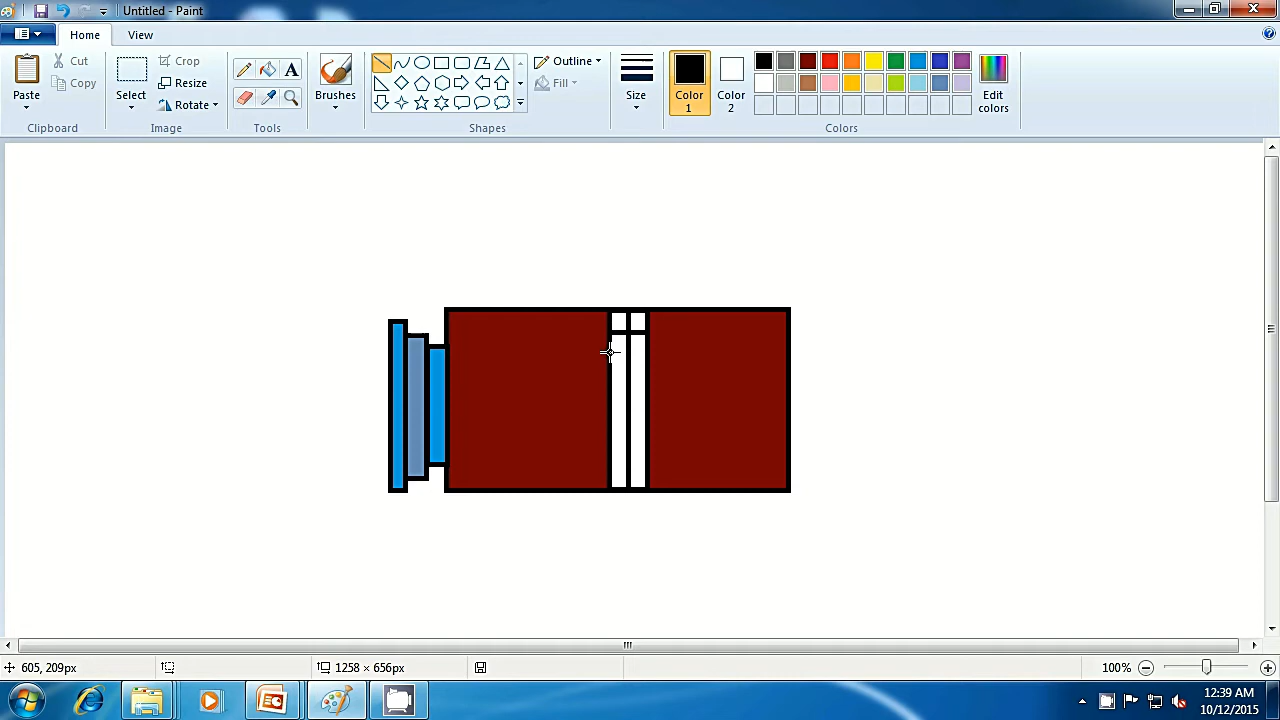 Untitled - Paint
Home
View
Paste
Cut
Copy
Clipboard
Select
Crop
Resize
Rotate
Image
A
Tools
Brushes
Outline
Fill
Shapes
Size
Color 1
Color 2
Edit colors
Colors
605, 209px
1258 × 656px
100%
12:39 AM
10/12/2015